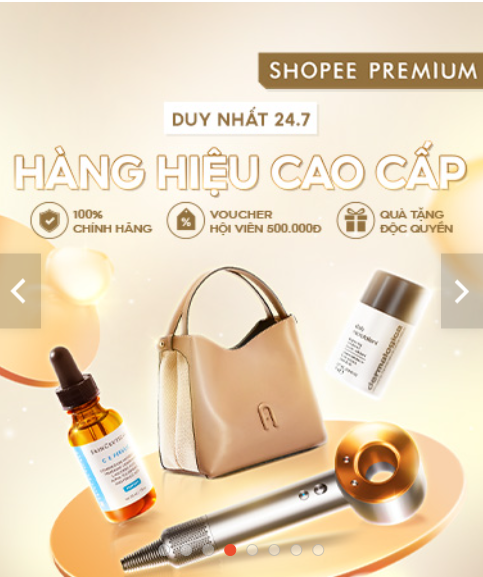 SHOPEE PREMIUM
DUY NHẤT 24.7
HÀNG HIỆU CAO CẤP
100%
CHÍNH HÃNG
VOUCHER
HỘI VIÊN 500.000Đ
QUÀ TẶNG
ĐỘC QUYỀN
%
dermalogica
SKINCEUTICALS
C E FERULIC